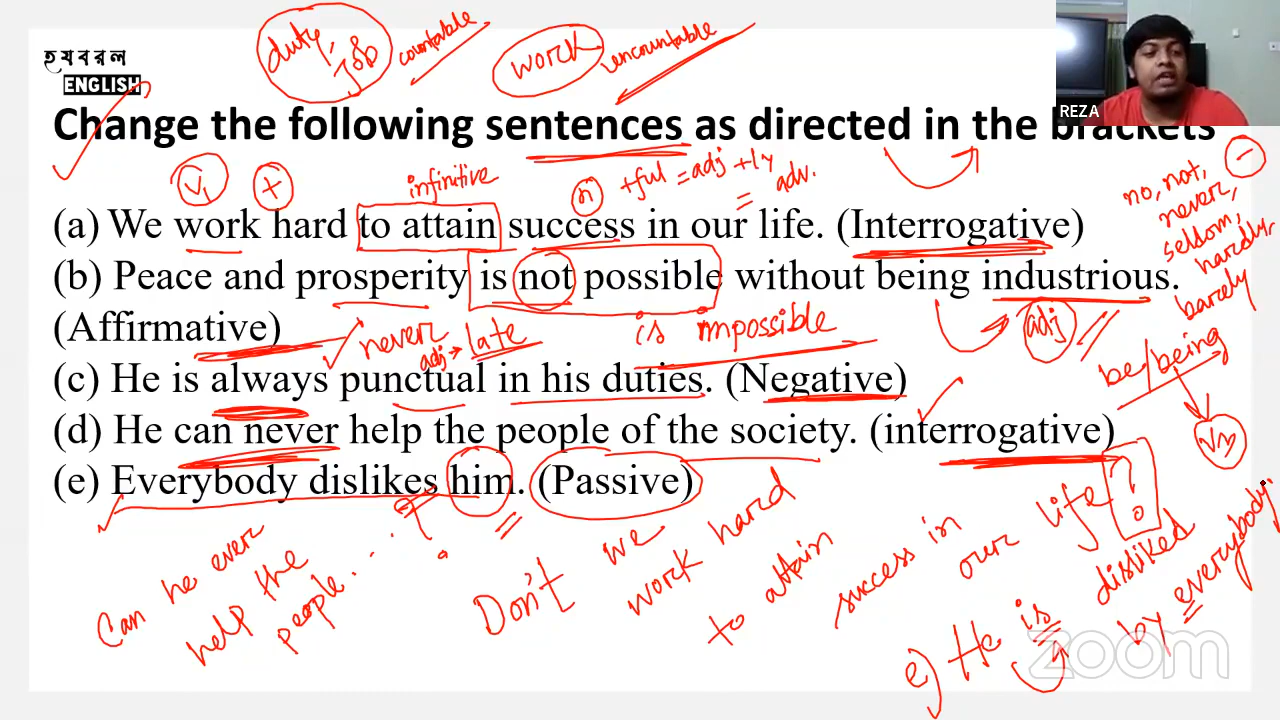 হ য ব র ল
ENGLISH
duty,
job
countable
work
encountable
REZA
Change the following sentences as directed in the brackets
V1
+
infinitive
n +ful = adj + ly
= adv.
(a) We work hard to attain success in our life. (Interrogative)
no, not,
never,
seldom,
hardly,
barcely
−
(b) Peace and prosperity is not possible without being industrious.
(Affirmative)
never
adj → late
is impossible
adj
be/being
V3
(c) He is always punctual in his duties. (Negative)
(d) He can never help the people of the society. (interrogative)
(e) Everybody dislikes him. (Passive)
Can he ever
help the
people....?
Don't we
work hard
to attain
success in
our life?
e) He is
disliked
by everybody.
zoom